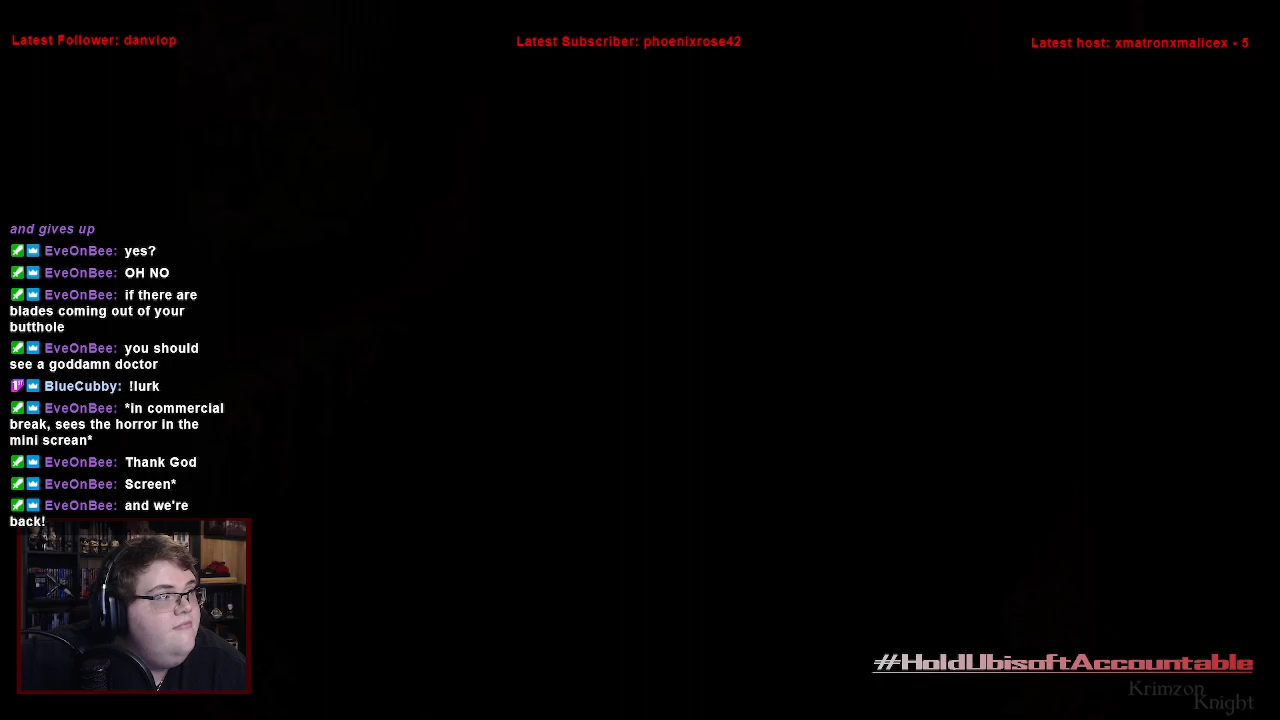 Latest Follower: danviop
Latest Subscriber: phoenixrose42
Latest host: xmatronxmalicex - 5
and gives up
EveOnBee: yes?
EveOnBee: OH NO
EveOnBee: if there are
blades coming out of your
butthole
EveOnBee: you should
see a goddamn doctor
BlueCubby: !lurk
EveOnBee: *In commercial
break, sees the horror in the
mini screan*
EveOnBee: Thank God
EveOnBee: Screen*
EveOnBee: and we're
back!
#HoldUbisoftAccountable
Krimzon
Knight